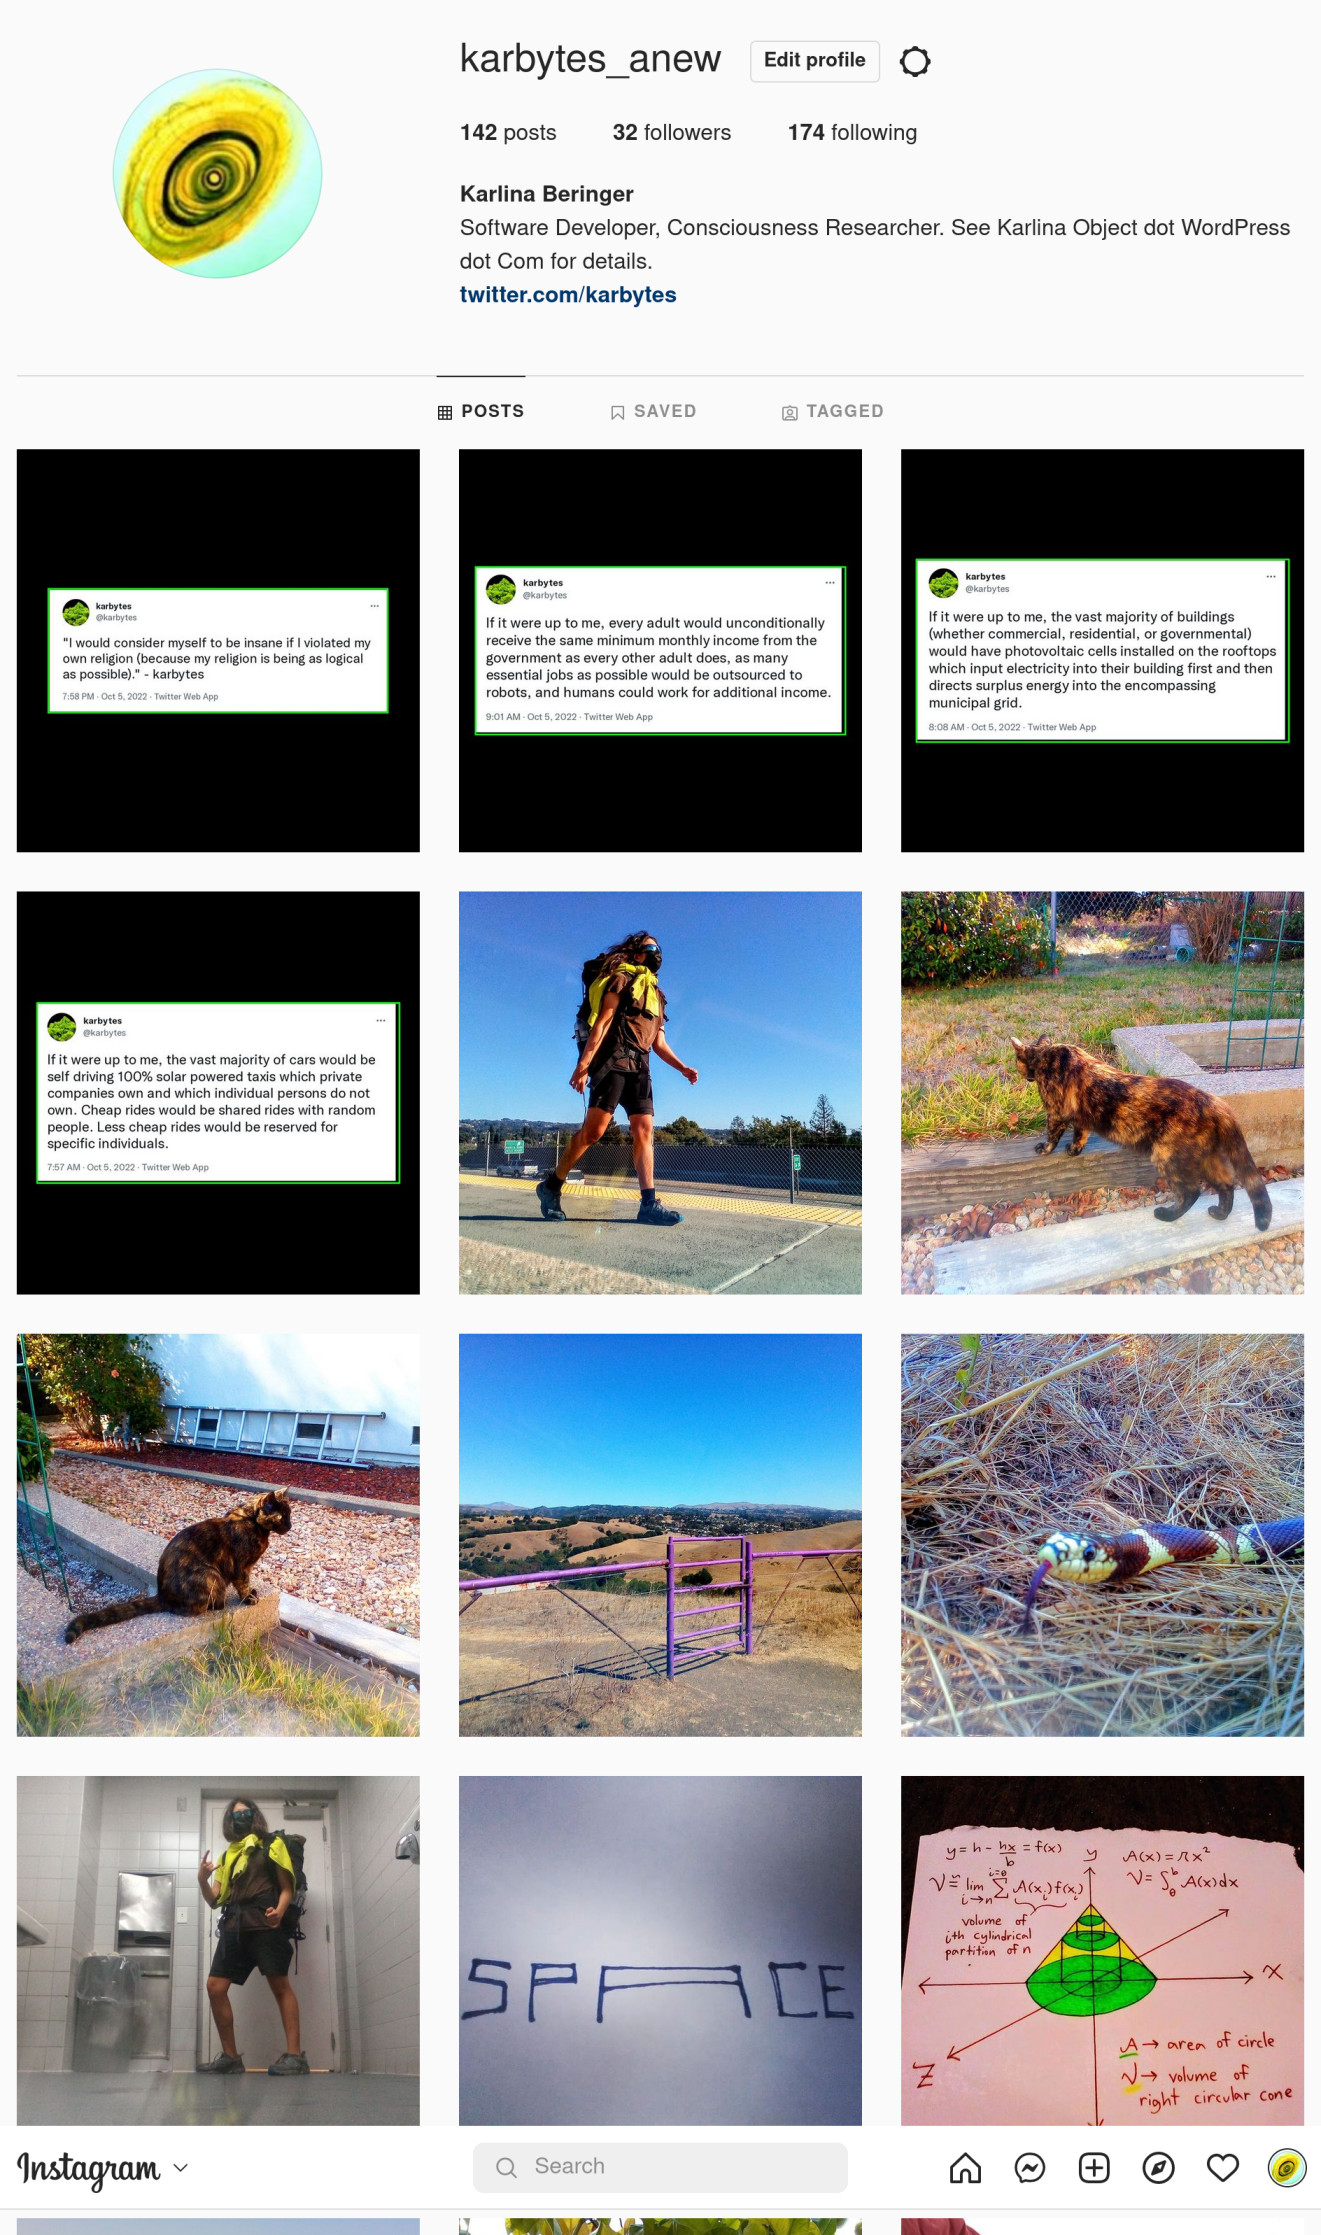 karbytes_anew Edit profile
142 posts 32 followers 174 following
Karlina Beringer
Software Developer, Consciousness Researcher. See Karlina Object dot WordPress
dot Com for details.
twitter.com/karbytes
POSTS SAVED TAGGED
karbytes
@karbytes
"I would consider myself to be insane if I violated my
own religion (because my religion is being as logical
as possible)." - karbytes
7:58 PM · Oct 5, 2022 · Twitter Web App
karbytes
@karbytes
If it were up to me, every adult would unconditionally
receive the same minimum monthly income from the
government as every other adult does, as many
essential jobs as possible would be outsourced to
robots, and humans could work for additional income.
9:01 AM · Oct 5, 2022 · Twitter Web App
karbytes
@karbytes
If it were up to me, the vast majority of buildings
(whether commercial, residential, or governmental)
would have photovoltaic cells installed on the rooftops
which input electricity into their building first and then
directs surplus energy into the encompassing
municipal grid.
8:08 AM · Oct 5, 2022 · Twitter Web App
karbytes
@karbytes
If it were up to me, the vast majority of cars would be
self driving 100% solar powered taxis which private
companies own and which individual persons do not
own. Cheap rides would be shared rides with random
people. Less cheap rides would be reserved for
specific individuals.
7:57 AM · Oct 5, 2022 · Twitter Web App
SPACE
y = h - hx/b = f(x)
y
A(x) = πx²
V = lim i→n Σ A(xᵢ)f(xᵢ)
V = ∫ A(x)dx
volume of
ith cylindrical
partition of n
x
Z
A → area of circle
V → volume of
right circular cone
Instagram
Search